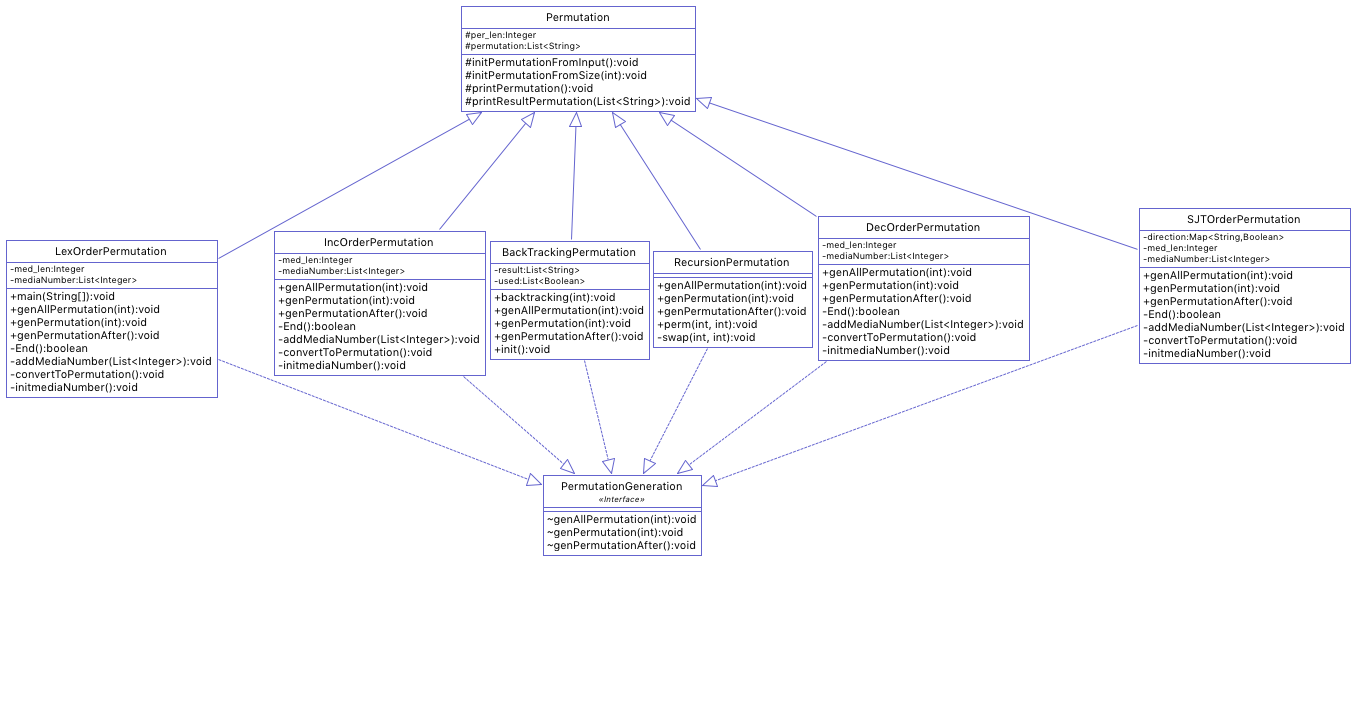 Permutation
#per_len:Integer
#permutation:List<String>
#initPermutationFromInput():void
#initPermutationFromSize(int):void
#printPermutation():void
#printResultPermutation(List<String>):void
LexOrderPermutation
-med_len:Integer
-mediaNumber:List<Integer>
+main(String[]):void
+genAllPermutation(int):void
+genPermutation(int):void
+genPermutationAfter():void
-End():boolean
-addMediaNumber(List<Integer>):void
-convertToPermutation():void
-initmediaNumber():void
IncOrderPermutation
-med_len:Integer
-mediaNumber:List<Integer>
+genAllPermutation(int):void
+genPermutation(int):void
+genPermutationAfter():void
-End():boolean
-addMediaNumber(List<Integer>):void
-convertToPermutation():void
-initmediaNumber():void
BackTrackingPermutation
-result:List<String>
-used:List<Boolean>
+backtracking(int):void
+genAllPermutation(int):void
+genPermutation(int):void
+genPermutationAfter():void
+init():void
RecursionPermutation
+genAllPermutation(int):void
+genPermutation(int):void
+genPermutationAfter():void
+perm(int, int):void
-swap(int, int):void
DecOrderPermutation
-med_len:Integer
-mediaNumber:List<Integer>
+genAllPermutation(int):void
+genPermutation(int):void
+genPermutationAfter():void
-End():boolean
-addMediaNumber(List<Integer>):void
-convertToPermutation():void
-initmediaNumber():void
SJTOrderPermutation
-direction:Map<String,Boolean>
-med_len:Integer
-mediaNumber:List<Integer>
+genAllPermutation(int):void
+genPermutation(int):void
+genPermutationAfter():void
-End():boolean
-addMediaNumber(List<Integer>):void
-convertToPermutation():void
-initmediaNumber():void
PermutationGeneration
«Interface»
~genAllPermutation(int):void
~genPermutation(int):void
~genPermutationAfter():void